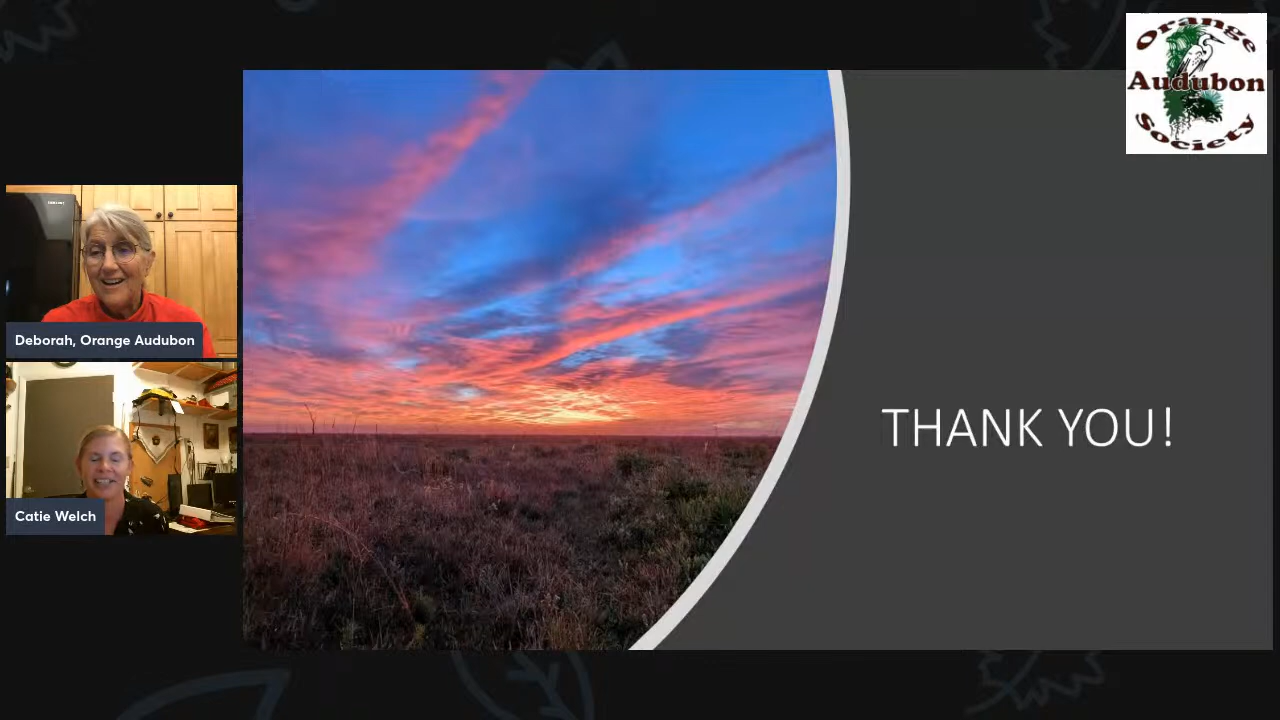 Orange
Audubon
Society
Deborah, Orange Audubon
Catie Welch
THANK YOU!